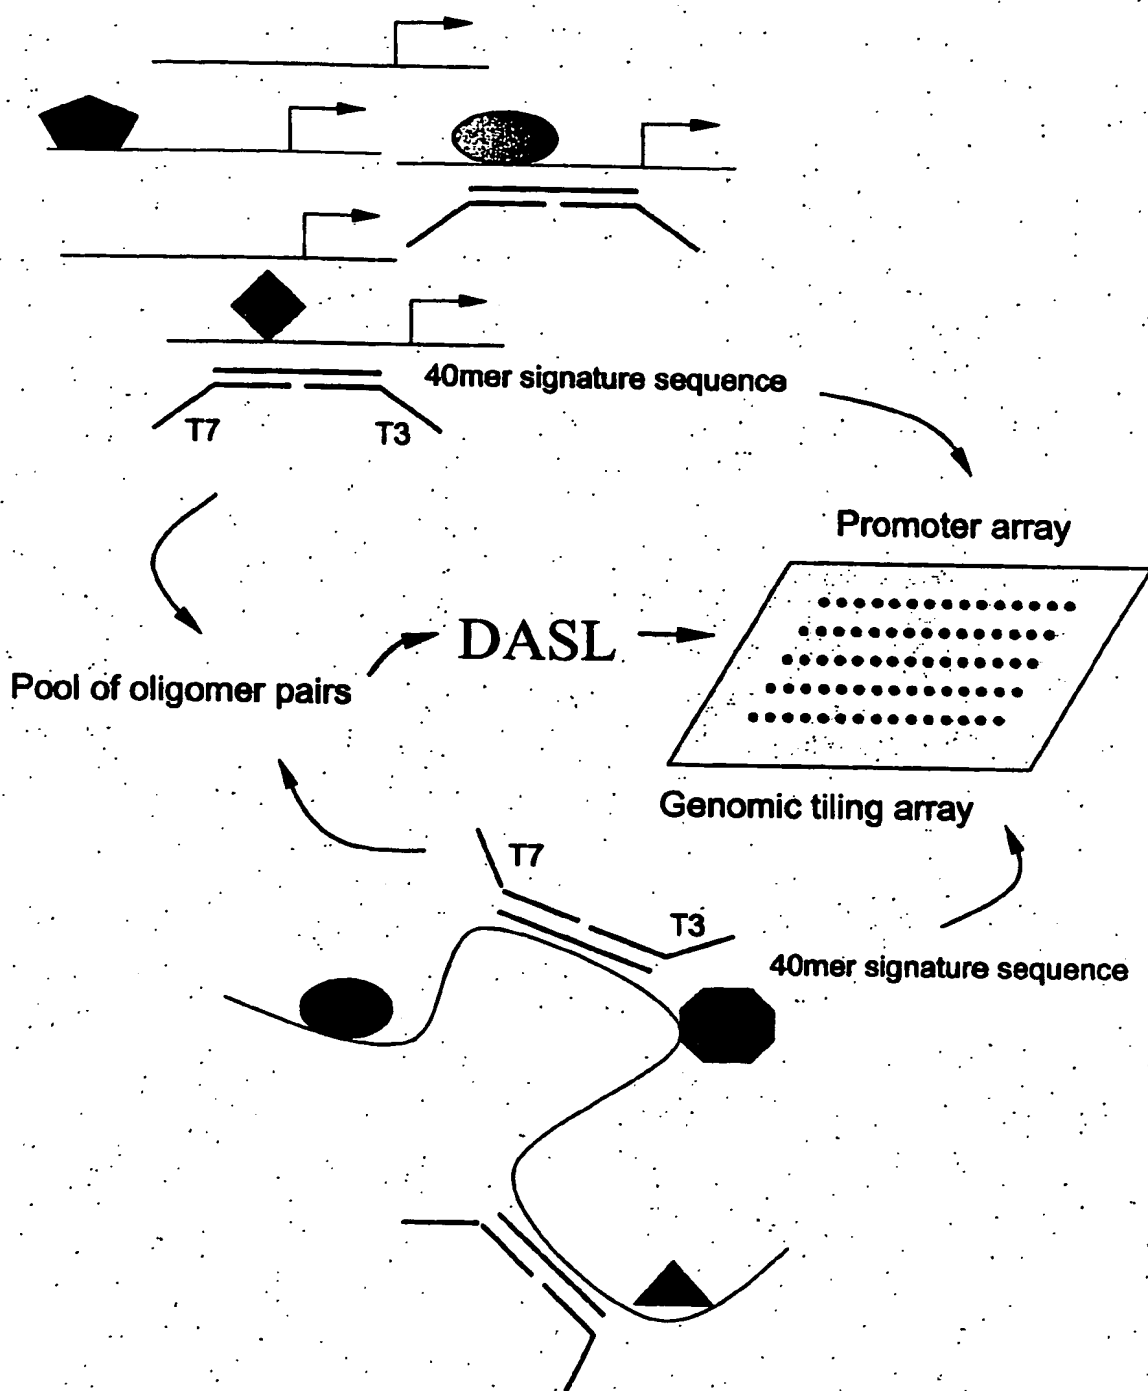 40mer signature sequence
T7
T3
Promoter array
DASL
Pool of oligomer pairs
Genomic tiling array
T7
T3
40mer signature sequence